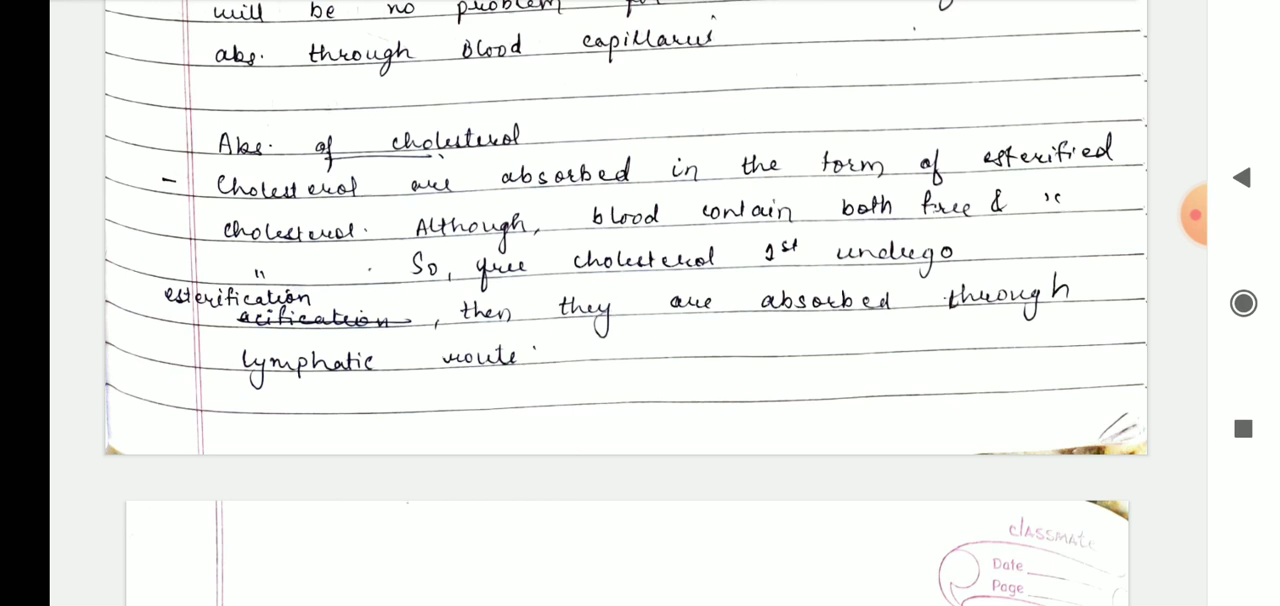 will be no problem
abs. through blood capillaries
Abs. of cholesterol
- Cholesterol are absorbed in the form of esterified
cholesterol. Although, blood contain both free & "
" . So, free cholesterol 1st undergo
esterification
acification, then they are absorbed through
lymphatic route.
classmate
Date
Page